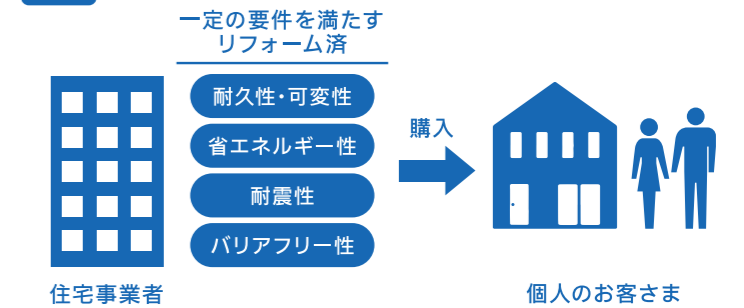 一定の要件を満たす
リフォーム済
耐久性・可変性
省エネルギー性
耐震性
バリアフリー性
購入
住宅事業者
個人のお客さま